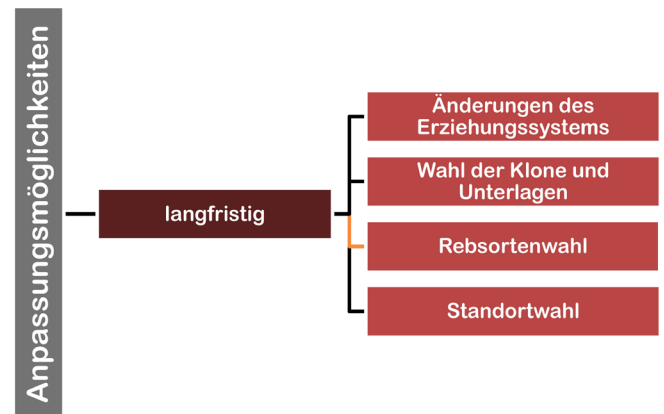 Anpassungsmöglichkeiten
langfristig
Änderungen des
Erziehungssystems
Wahl der Klone und
Unterlagen
Rebsortenwahl
Standortwahl